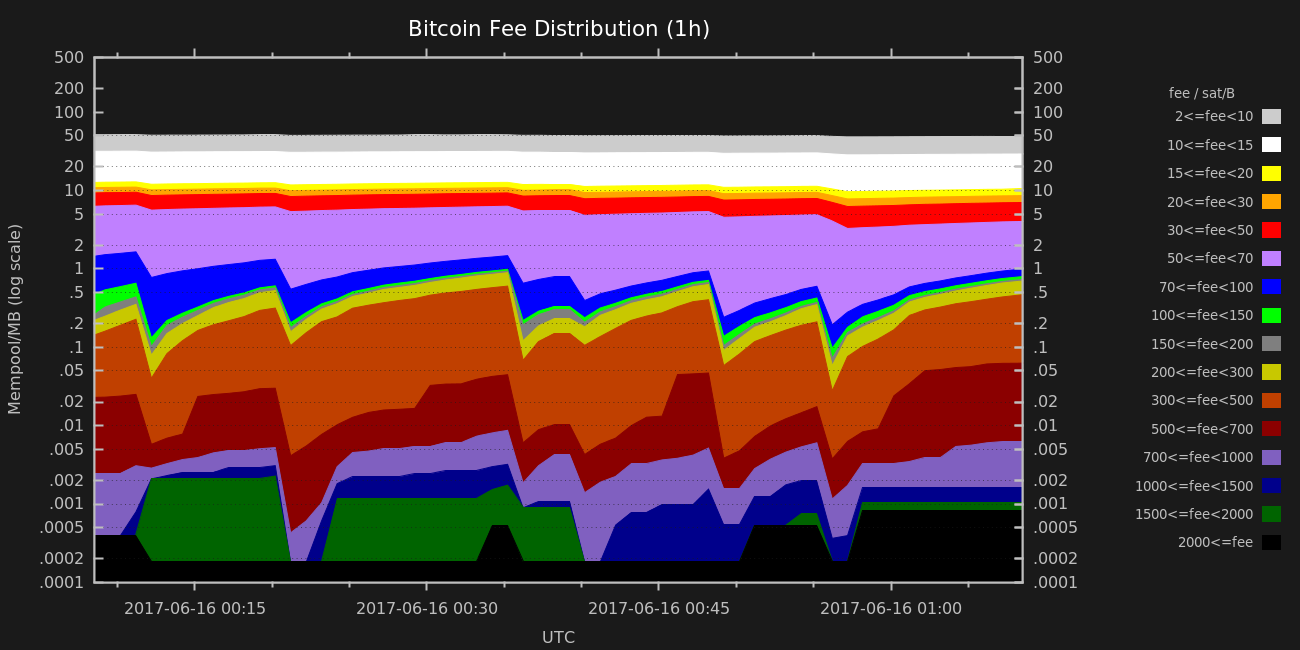 Bitcoin Fee Distribution (1h)
500
200
100
50
20
10
5
2
1
.5
.2
.1
.05
.02
.01
.005
.002
.001
.0005
.0002
.0001
Mempool/MB (log scale)
500
200
100
50
20
10
5
2
1
.5
.2
.1
.05
.02
.01
.005
.002
.001
.0005
.0002
.0001
2017-06-16 00:15
2017-06-16 00:30
2017-06-16 00:45
2017-06-16 01:00
UTC
fee / sat/B
2<=fee<10
10<=fee<15
15<=fee<20
20<=fee<30
30<=fee<50
50<=fee<70
70<=fee<100
100<=fee<150
150<=fee<200
200<=fee<300
300<=fee<500
500<=fee<700
700<=fee<1000
1000<=fee<1500
1500<=fee<2000
2000<=fee